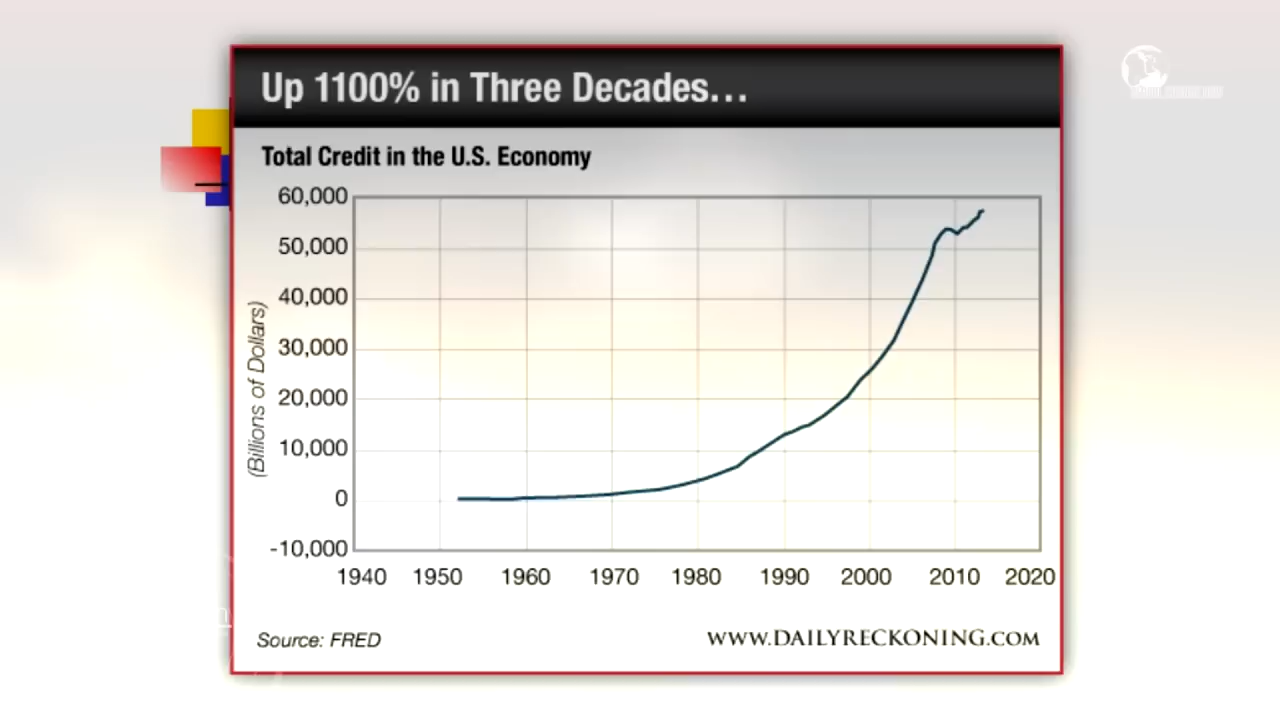 Up 1100% in Three Decades...
Total Credit in the U.S. Economy
(Billions of Dollars)
60,000
50,000
40,000
30,000
20,000
10,000
0
-10,000
1940 1950 1960 1970 1980 1990 2000 2010 2020
Source: FRED
WWW.DAILYRECKONING.COM